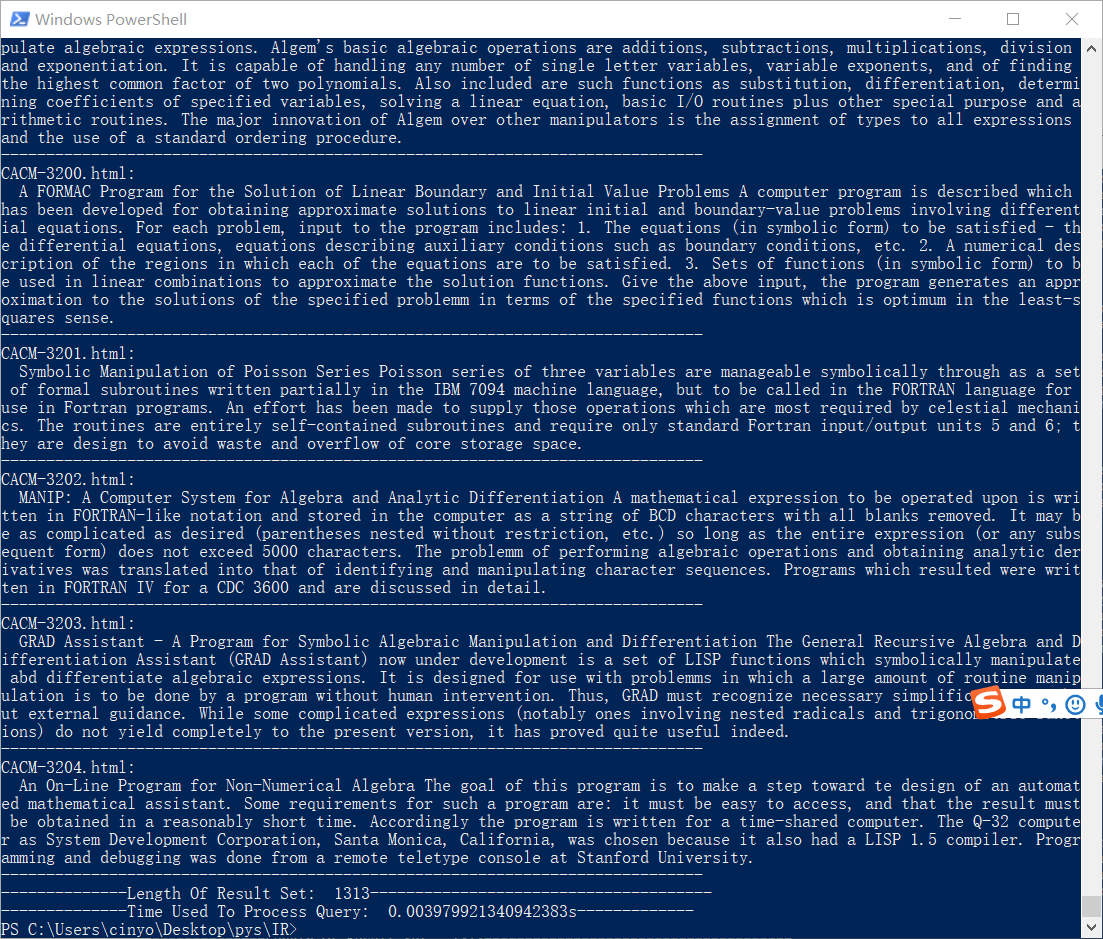 Windows PowerShell
pulate algebraic expressions. Algem's basic algebraic operations are additions, subtractions, multiplications, division
and exponentiation. It is capable of handling any number of single letter variables, variable exponents, and of finding
the highest common factor of two polynomials. Also included are such functions as substitution, differentiation, determi
ning coefficients of specified variables, solving a linear equation, basic I/O routines plus other special purpose and a
rithmetic routines. The major innovation of Algem over other manipulators is the assignment of types to all expressions
and the use of a standard ordering procedure.
------------------------------------------------------------------------------
CACM-3200.html:
A FORMAC Program for the Solution of Linear Boundary and Initial Value Problems A computer program is described which
has been developed for obtaining approximate solutions to linear initial and boundary-value problems involving different
ial equations. For each problem, input to the program includes: 1. The equations (in symbolic form) to be satisfied - th
e differential equations, equations describing auxiliary conditions such as boundary conditions, etc. 2. A numerical des
cription of the regions in which each of the equations are to be satisfied. 3. Sets of functions (in symbolic form) to b
e used in linear combinations to approximate the solution functions. Give the above input, the program generates an appr
oximation to the solutions of the specified problemm in terms of the specified functions which is optimum in the least-s
quares sense.
------------------------------------------------------------------------------
CACM-3201.html:
Symbolic Manipulation of Poisson Series Poisson series of three variables are manageable symbolically through as a set
of formal subroutines written partially in the IBM 7094 machine language, but to be called in the FORTRAN language for
use in Fortran programs. An effort has been made to supply those operations which are most required by celestial mechani
cs. The routines are entirely self-contained subroutines and require only standard Fortran input/output units 5 and 6; t
hey are design to avoid waste and overflow of core storage space.
------------------------------------------------------------------------------
CACM-3202.html:
MANIP: A Computer System for Algebra and Analytic Differentiation A mathematical expression to be operated upon is wri
tten in FORTRAN-like notation and stored in the computer as a string of BCD characters with all blanks removed. It may b
e as complicated as desired (parentheses nested without restriction, etc.) so long as the entire expression (or any subs
equent form) does not exceed 5000 characters. The problemm of performing algebraic operations and obtaining analytic der
ivatives was translated into that of identifying and manipulating character sequences. Programs which resulted were writ
ten in FORTRAN IV for a CDC 3600 and are discussed in detail.
------------------------------------------------------------------------------
CACM-3203.html:
GRAD Assistant - A Program for Symbolic Algebraic Manipulation and Differentiation The General Recursive Algebra and D
ifferentiation Assistant (GRAD Assistant) now under development is a set of LISP functions which symbolically manipulate
abd differentiate algebraic expressions. It is designed for use with problemms in which a large amount of routine manip
ulation is to be done by a program without human intervention. Thus, GRAD must recognize necessary simplific
中
ut external guidance. While some complicated expressions (notably ones involving nested radicals and trigonom
ions) do not yield completely to the present version, it has proved quite useful indeed.
------------------------------------------------------------------------------
CACM-3204.html:
An On-Line Program for Non-Numerical Algebra The goal of this program is to make a step toward te design of an automat
ed mathematical assistant. Some requirements for such a program are: it must be easy to access, and that the result must
be obtained in a reasonably short time. Accordingly the program is written for a time-shared computer. The Q-32 compute
r as System Development Corporation, Santa Monica, California, was chosen because it also had a LISP 1.5 compiler. Progr
amming and debugging was done from a remote teletype console at Stanford University.
------------------------------------------------------------------------------
--------------Length Of Result Set:  1313--------------------------------------
--------------Time Used To Process Query:  0.003979921340942383s-------------
PS C:\Users\cinyo\Desktop\pys\IR>